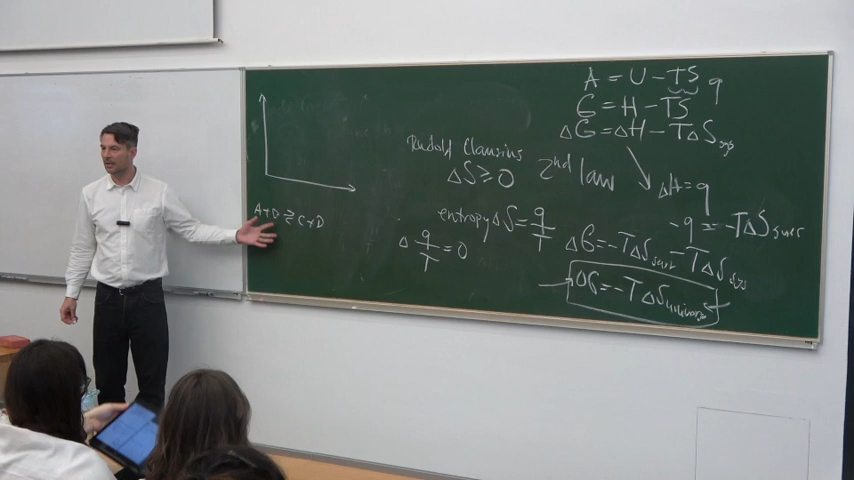 A+D ⇌ C+D
Rudolf Clausius
ΔS ≥ 0
2nd law
entropy ΔS = q/T
Δ q/T = 0
A = U - TS
q
G = H - TS
ΔG = ΔH - TΔS sys
ΔH = q
-q = -TΔS surr
ΔG = -TΔS surr - TΔS sys
ΔG = -TΔS universe